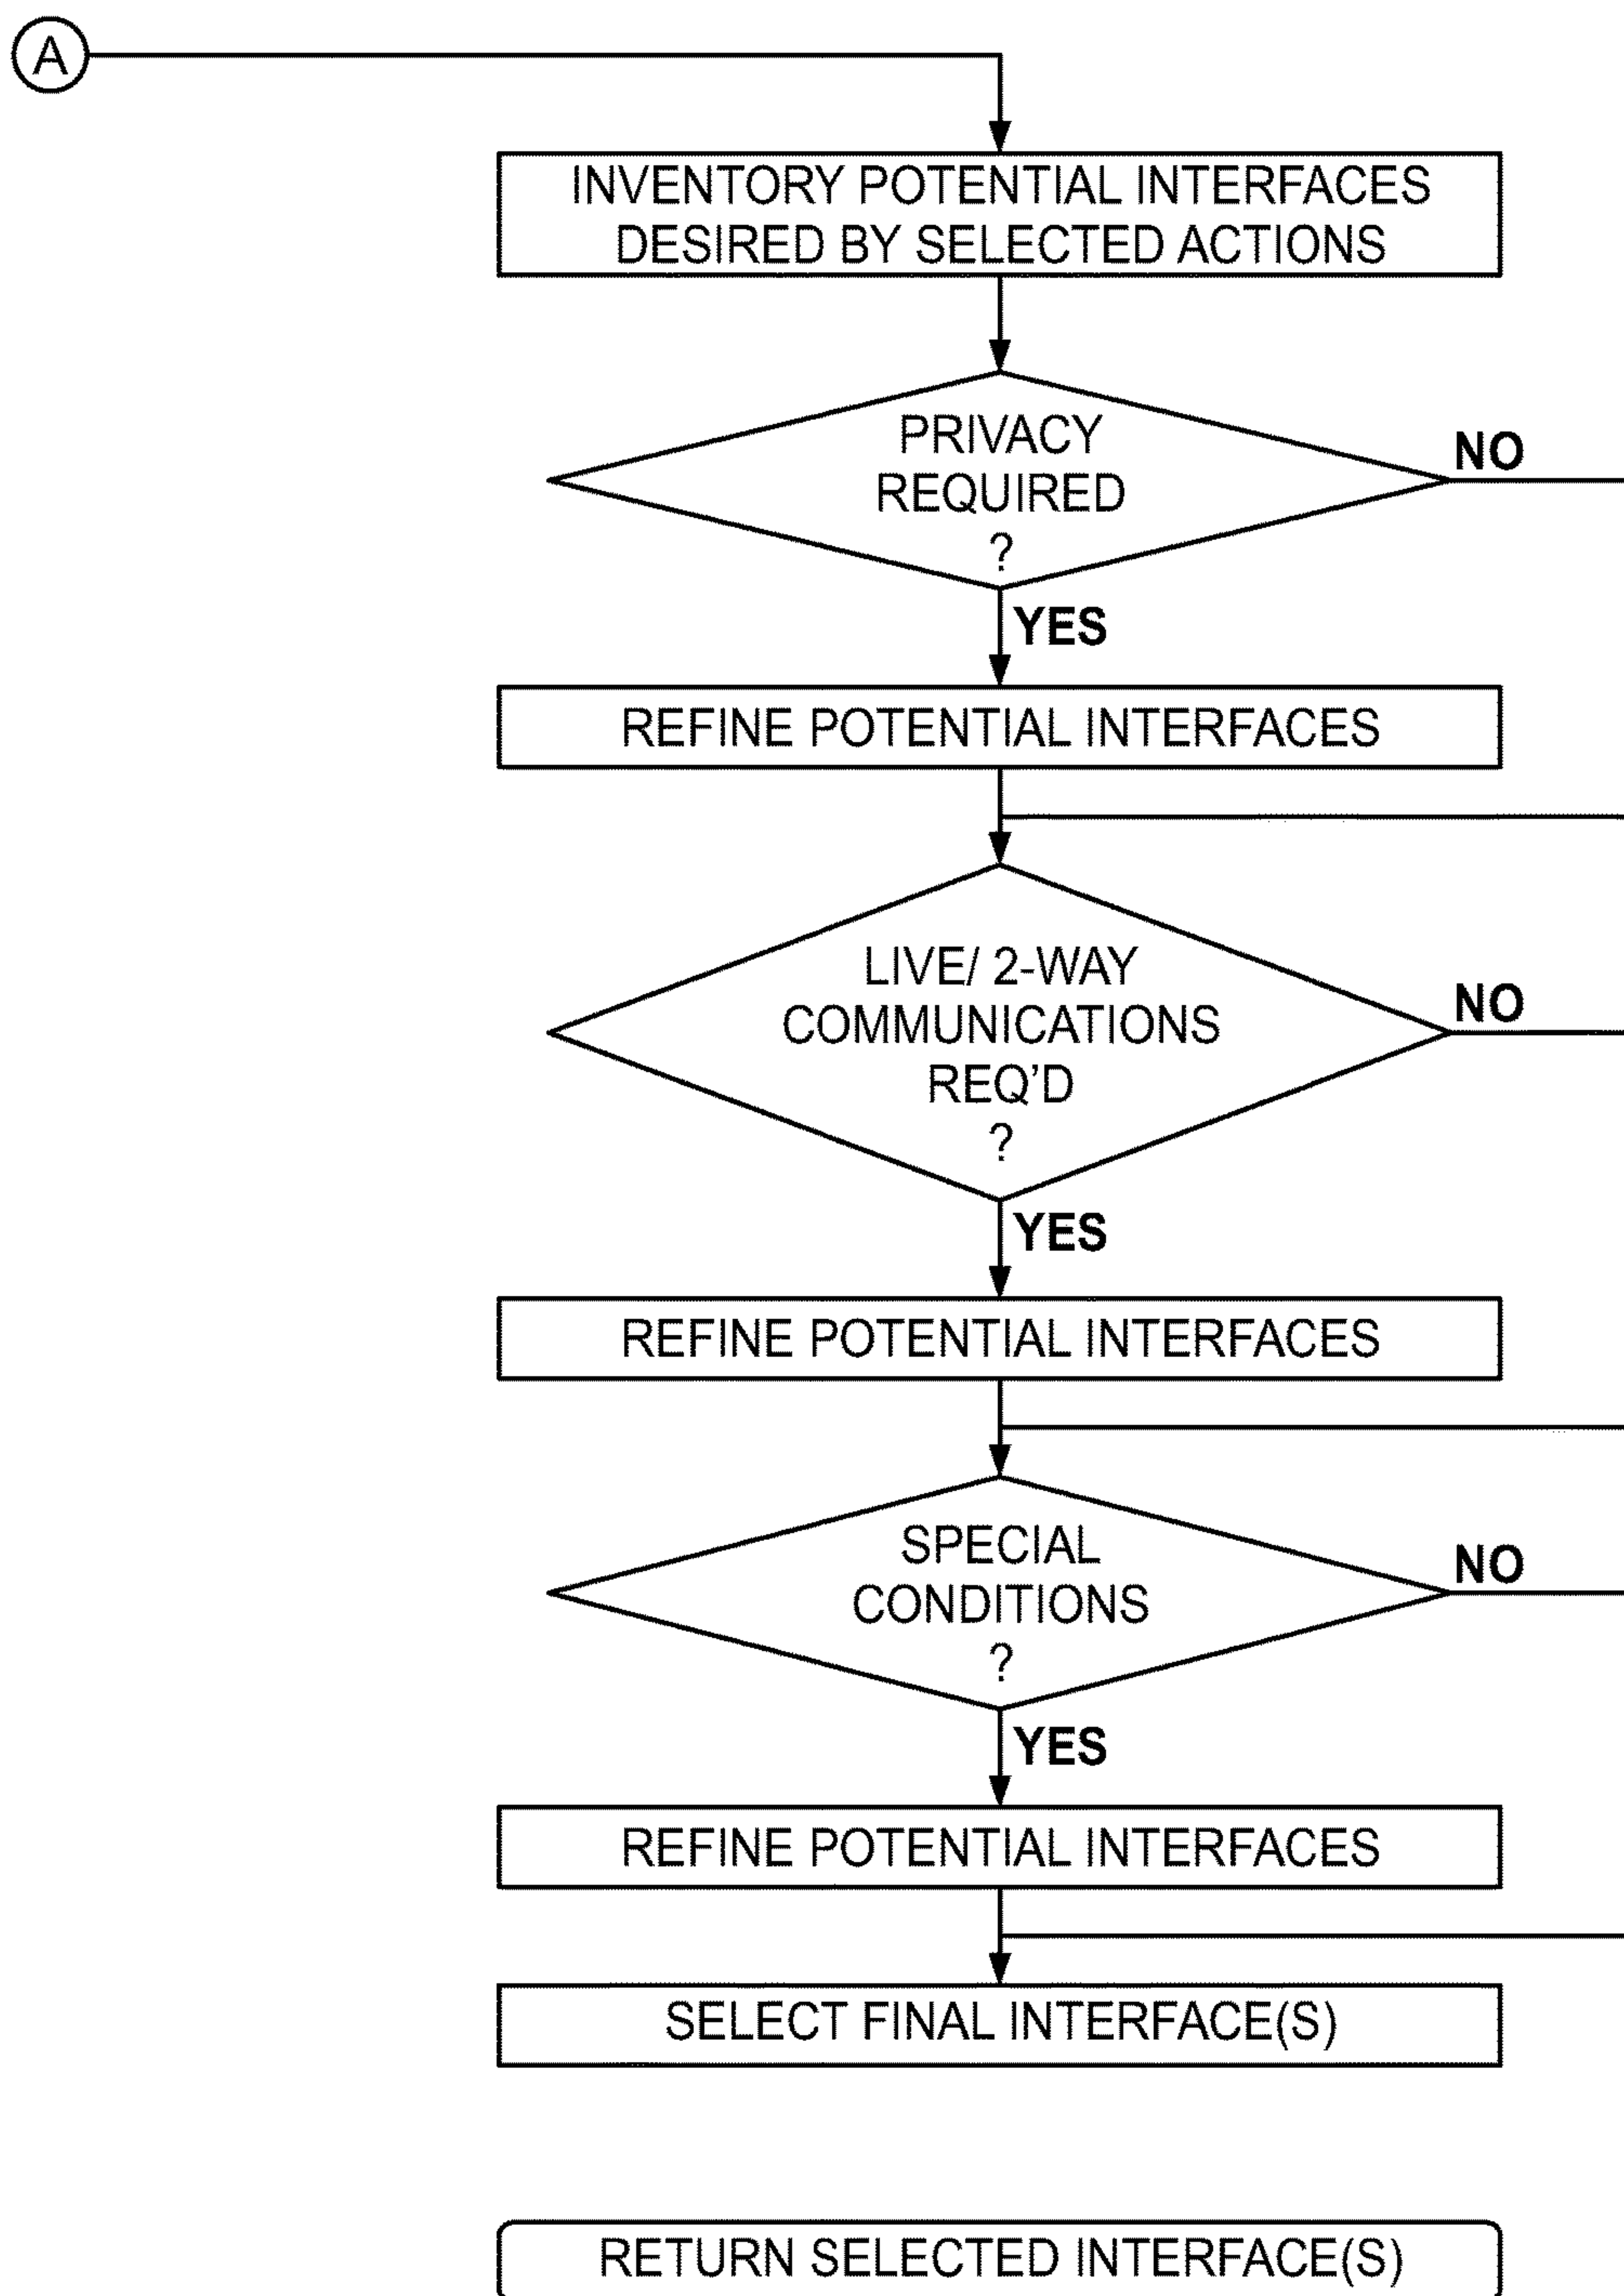 A
INVENTORY POTENTIAL INTERFACES
DESIRED BY SELECTED ACTIONS
PRIVACY
REQUIRED
?
NO
YES
REFINE POTENTIAL INTERFACES
LIVE/ 2-WAY
COMMUNICATIONS
REQ'D
?
NO
YES
REFINE POTENTIAL INTERFACES
SPECIAL
CONDITIONS
?
NO
YES
REFINE POTENTIAL INTERFACES
SELECT FINAL INTERFACE(S)
RETURN SELECTED INTERFACE(S)